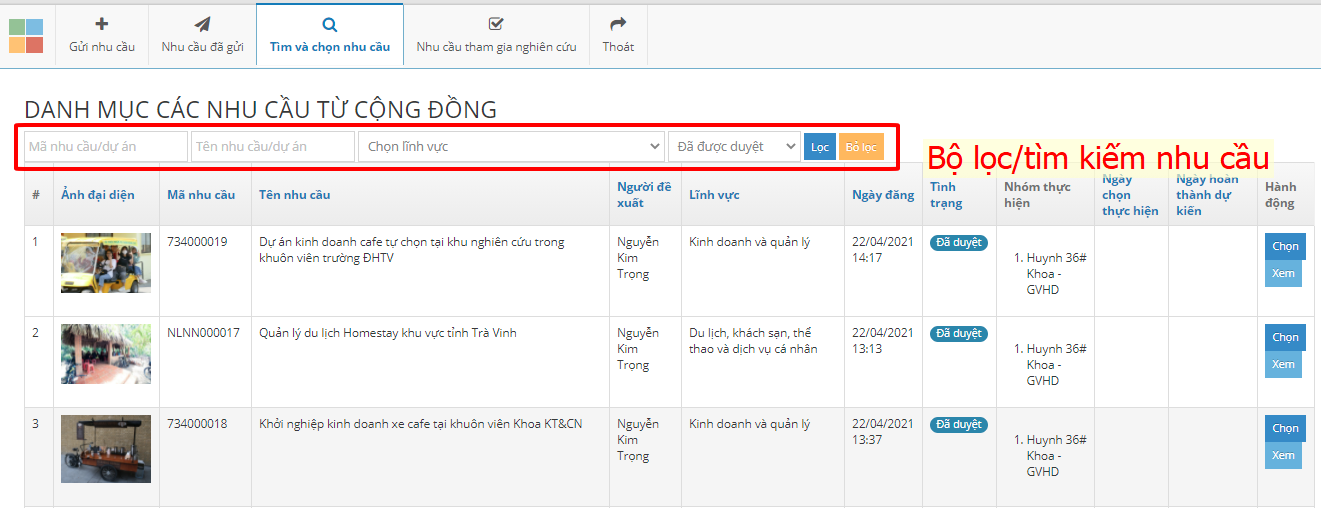 Gửi nhu cầu
Nhu cầu đã gửi
Tìm và chọn nhu cầu
Nhu cầu tham gia nghiên cứu
Thoát
DANH MỤC CÁC NHU CẦU TỪ CỘNG ĐỒNG
Mã nhu cầu/dự án
Tên nhu cầu/dự án
Chọn lĩnh vực
Đã được duyệt
Lọc
Bỏ lọc
Bộ lọc/tìm kiếm nhu cầu
#
Ảnh đại diện
Mã nhu cầu
Tên nhu cầu
Người đề
xuất
Lĩnh vực
Ngày đăng
Tình
trạng
Nhóm thực
hiện
Ngày
chọn
thực hiện
Ngày hoàn
thành dự
kiến
Hành
động
1
734000019
Dự án kinh doanh cafe tự chọn tại khu nghiên cứu trong
khuôn viên trường ĐHTV
Nguyễn
Kim
Trọng
Kinh doanh và quản lý
22/04/2021
14:17
Đã duyệt
1. Huynh 36#
Khoa -
GVHD
Chọn
Xem
2
NLNN000017
Quản lý du lịch Homestay khu vực tỉnh Trà Vinh
Nguyễn
Kim
Trọng
Du lịch, khách sạn, thể
thao và dịch vụ cá nhân
22/04/2021
13:13
Đã duyệt
1. Huynh 36#
Khoa -
GVHD
Chọn
Xem
3
734000018
Khởi nghiệp kinh doanh xe cafe tại khuôn viên Khoa KT&CN
Nguyễn
Kim
Trọng
Kinh doanh và quản lý
22/04/2021
13:37
Đã duyệt
1. Huynh 36#
Khoa -
GVHD
Chọn
Xem